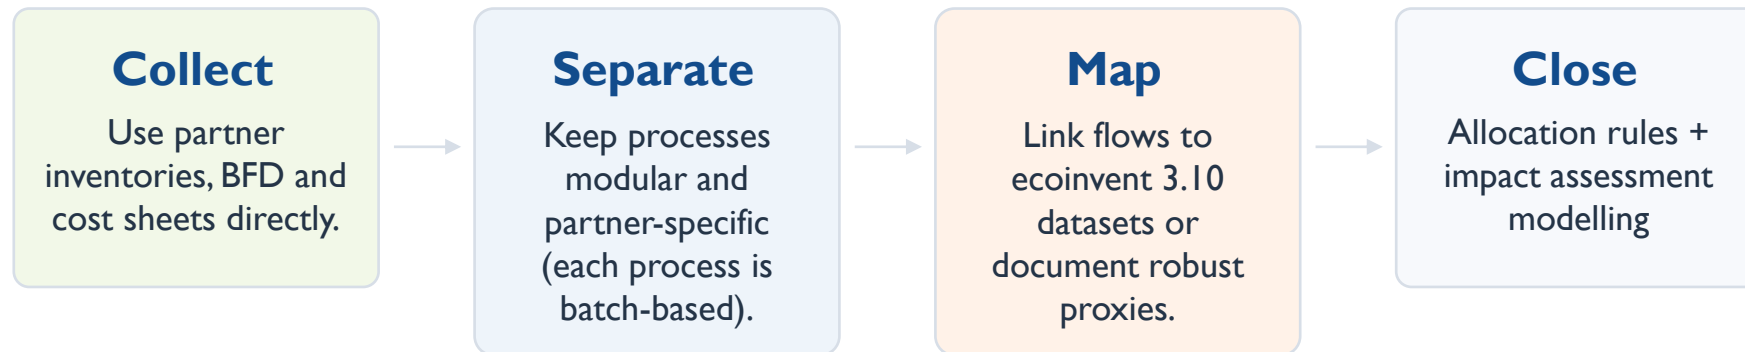 Collect
Use partner
inventories, BFD and
cost sheets directly.
Separate
Keep processes
modular and
partner-specific
(each process is
batch-based).
Map
Link flows to
ecoinvent 3.10
datasets or
document robust
proxies.
Close
Allocation rules +
impact assessment
modelling